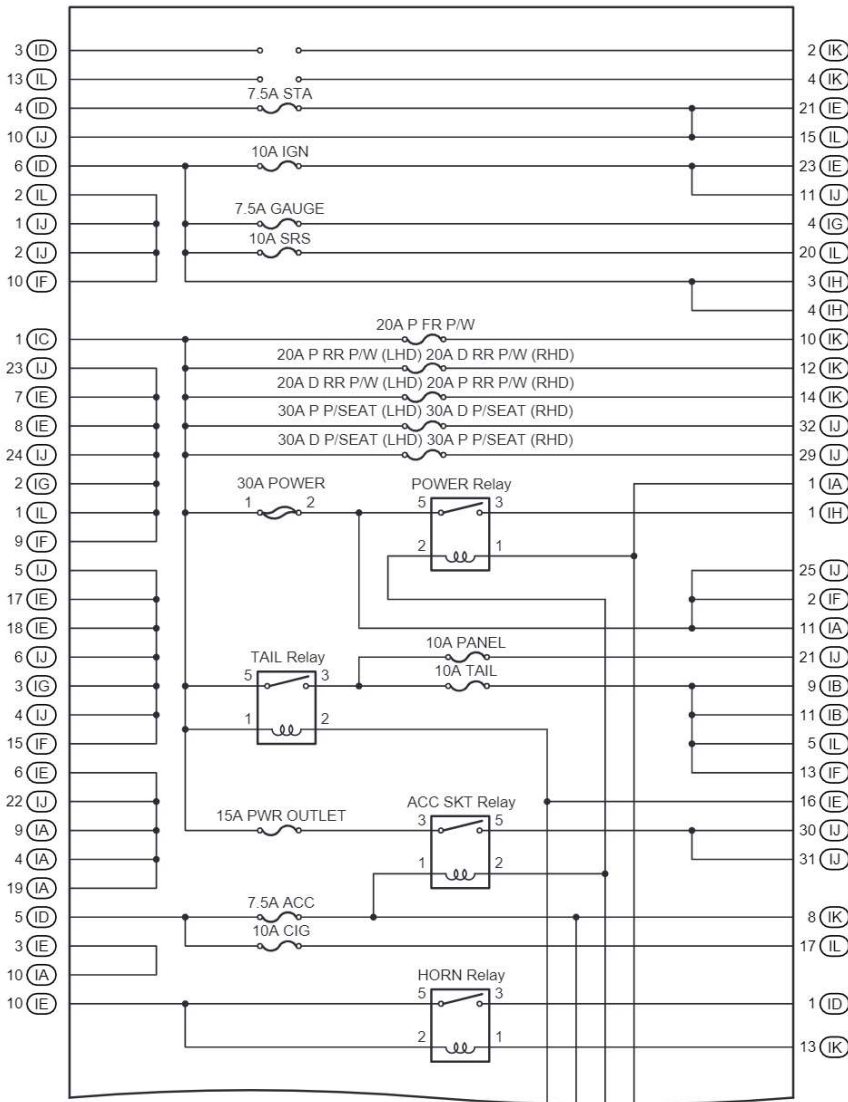 3 ID 2 IK
13 IL 4 IK
7.5A STA
4 ID 21 IE
10 IJ 15 IL
10A IGN
6 ID 23 IE
2 IL 11 IJ
7.5A GAUGE
1 IJ 4 IG
10A SRS
2 IJ 20 IL
10 IF 3 IH
4 IH
20A P FR P/W
1 IC 10 IK
20A P RR P/W (LHD) 20A D RR P/W (RHD)
23 IJ 12 IK
20A D RR P/W (LHD) 20A P RR P/W (RHD)
7 IE 14 IK
30A P P/SEAT (LHD) 30A D P/SEAT (RHD)
8 IE 32 IJ
30A D P/SEAT (LHD) 30A P P/SEAT (RHD)
24 IJ 29 IJ
2 IG 30A POWER POWER Relay 1 IA
1 2 5 3
1 IL 1 IH
9 IF
2 1
5 IJ 25 IJ
17 IE 2 IF
18 IE 11 IA
10A PANEL
6 IJ TAIL Relay 21 IJ
10A TAIL
5 3
3 IG 9 IB
4 IJ 11 IB
1 2
15 IF 5 IL
6 IE 13 IF
22 IJ ACC SKT Relay 16 IE
15A PWR OUTLET 3 5
9 IA 30 IJ
4 IA 31 IJ
1 2
19 IA
7.5A ACC
5 ID 8 IK
10A CIG
3 IE 17 IL
10 IA HORN Relay
5 3
10 IE 1 ID
2 1
13 IK